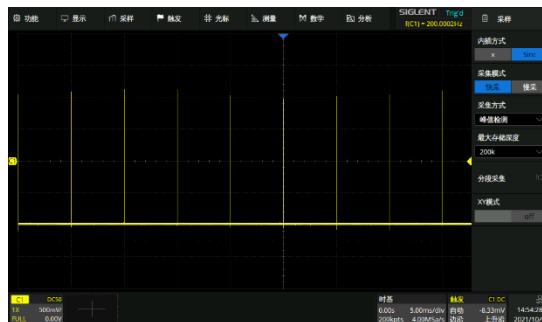 功能 显示 采样 触发 光标 测量 数学 分析 SIGLENT Trig'd 采样
f(C1) = 200.0002Hz
内插方式
x Sinc
采集模式
快采 慢采
采集方式
峰值检测
最大存储深度
200k
分段采集
XY模式
off
C1
C1 DC50 时基 触发 C1 DC
1X 500mV/ 0.00s 5.00ms/div 自动 -8.33mV 14:54:28
FULL 0.00V 200kpts 4.00MSa/s 边沿 上升沿